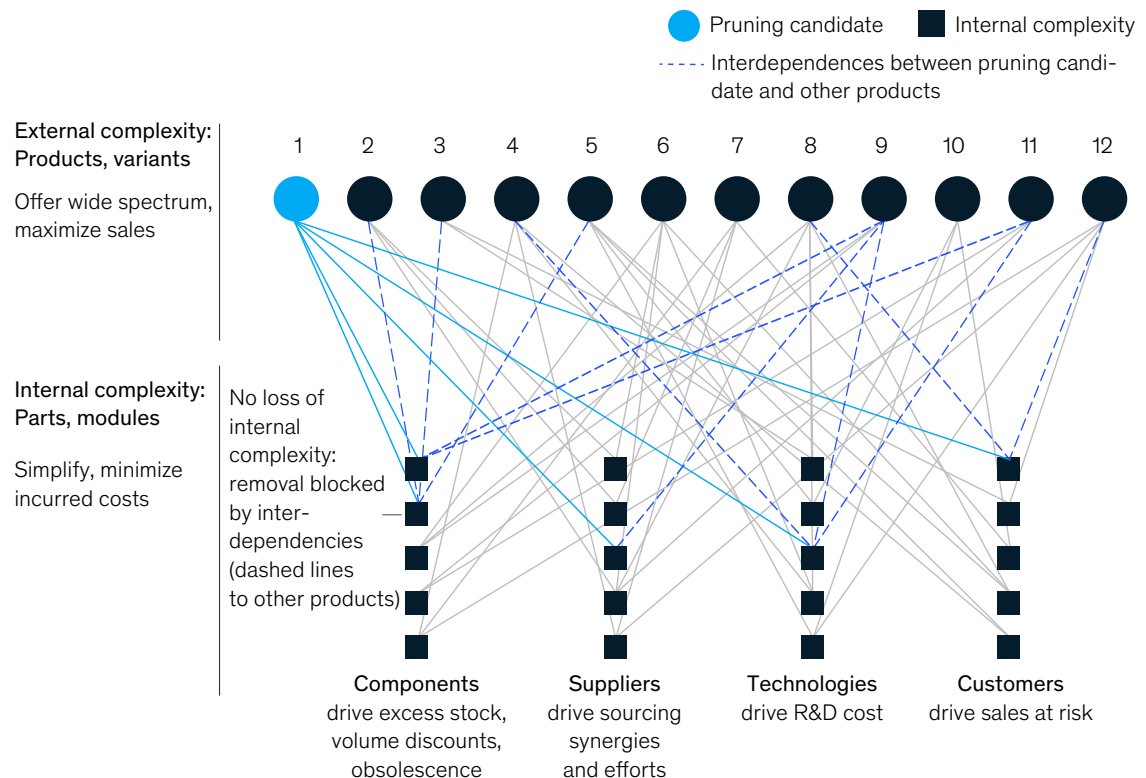 Pruning candidate
Internal complexity
Interdependences between pruning candi-
date and other products
External complexity:
Products, variants
Offer wide spectrum,
maximize sales
1 2 3 4 5 6 7 8 9 10 11 12
Internal complexity:
Parts, modules
Simplify, minimize
incurred costs
No loss of
internal
complexity:
removal blocked
by inter-
dependencies
(dashed lines
to other products)
Components
drive excess stock,
volume discounts,
obsolescence
Suppliers
drive sourcing
synergies
and efforts
Technologies
drive R&D cost
Customers
drive sales at risk